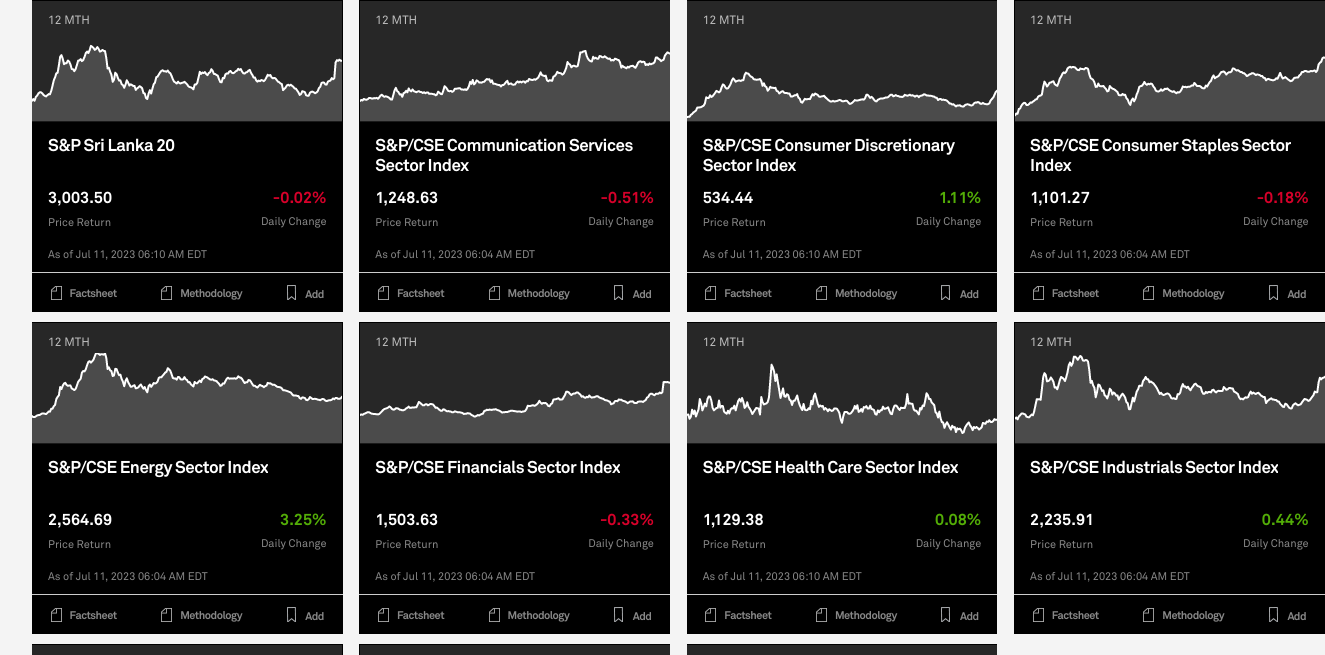 12 MTH
12 MTH
12 MTH
12 MTH
S&P Sri Lanka 20
S&P/CSE Communication Services
Sector Index
S&P/CSE Consumer Discretionary
Sector Index
S&P/CSE Consumer Staples Sector
Index
3,003.50
-0.02%
1,248.63
-0.51%
534.44
1.11%
1,101.27
-0.18%
Price Return
Daily Change
Price Return
Daily Change
Price Return
Daily Change
Price Return
Daily Change
As of Jul 11, 2023 06:10 AM EDT
As of Jul 11, 2023 06:04 AM EDT
As of Jul 11, 2023 06:10 AM EDT
As of Jul 11, 2023 06:04 AM EDT
Factsheet
Methodology
Add
Factsheet
Methodology
Add
Factsheet
Methodology
Add
Factsheet
Methodology
Add
12 MTH
12 MTH
12 MTH
12 MTH
S&P/CSE Energy Sector Index
S&P/CSE Financials Sector Index
S&P/CSE Health Care Sector Index
S&P/CSE Industrials Sector Index
2,564.69
3.25%
1,503.63
-0.33%
1,129.38
0.08%
2,235.91
0.44%
Price Return
Daily Change
Price Return
Daily Change
Price Return
Daily Change
Price Return
Daily Change
As of Jul 11, 2023 06:04 AM EDT
As of Jul 11, 2023 06:04 AM EDT
As of Jul 11, 2023 06:10 AM EDT
As of Jul 11, 2023 06:04 AM EDT
Factsheet
Methodology
Add
Factsheet
Methodology
Add
Factsheet
Methodology
Add
Factsheet
Methodology
Add